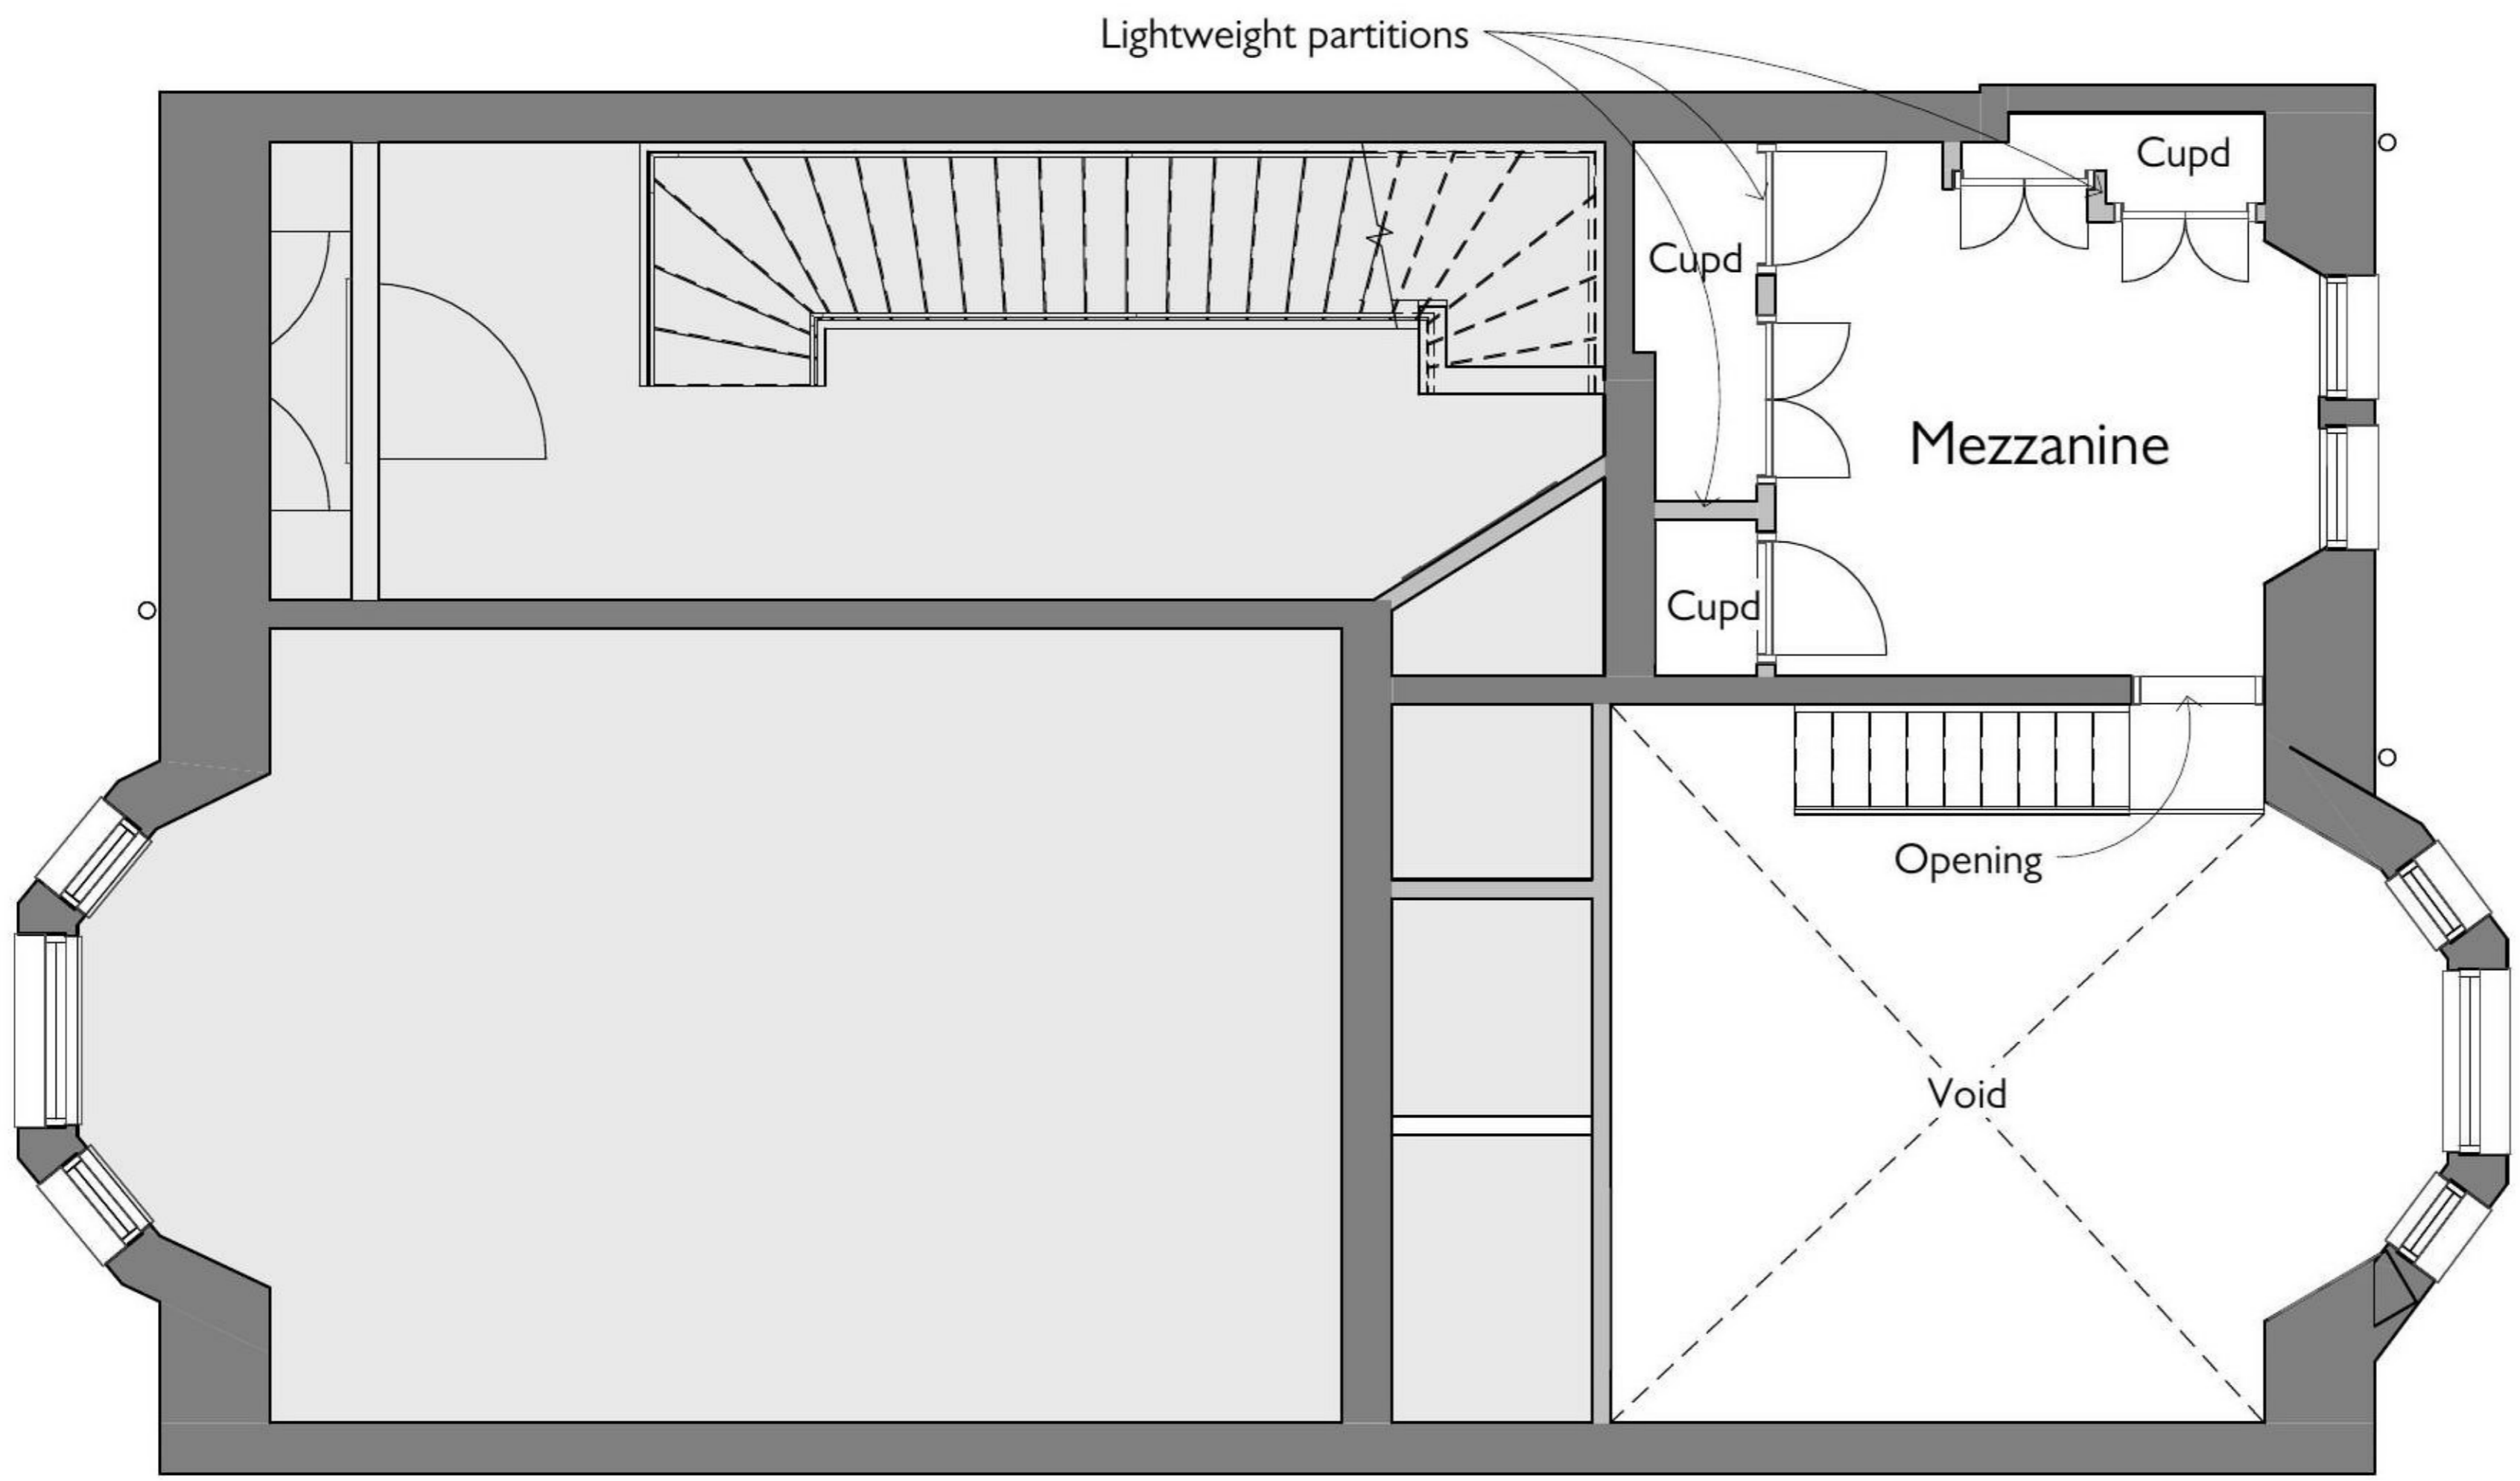 Lightweight partitions
Cupd
Cupd
Mezzanine
Cupd
Opening
Void